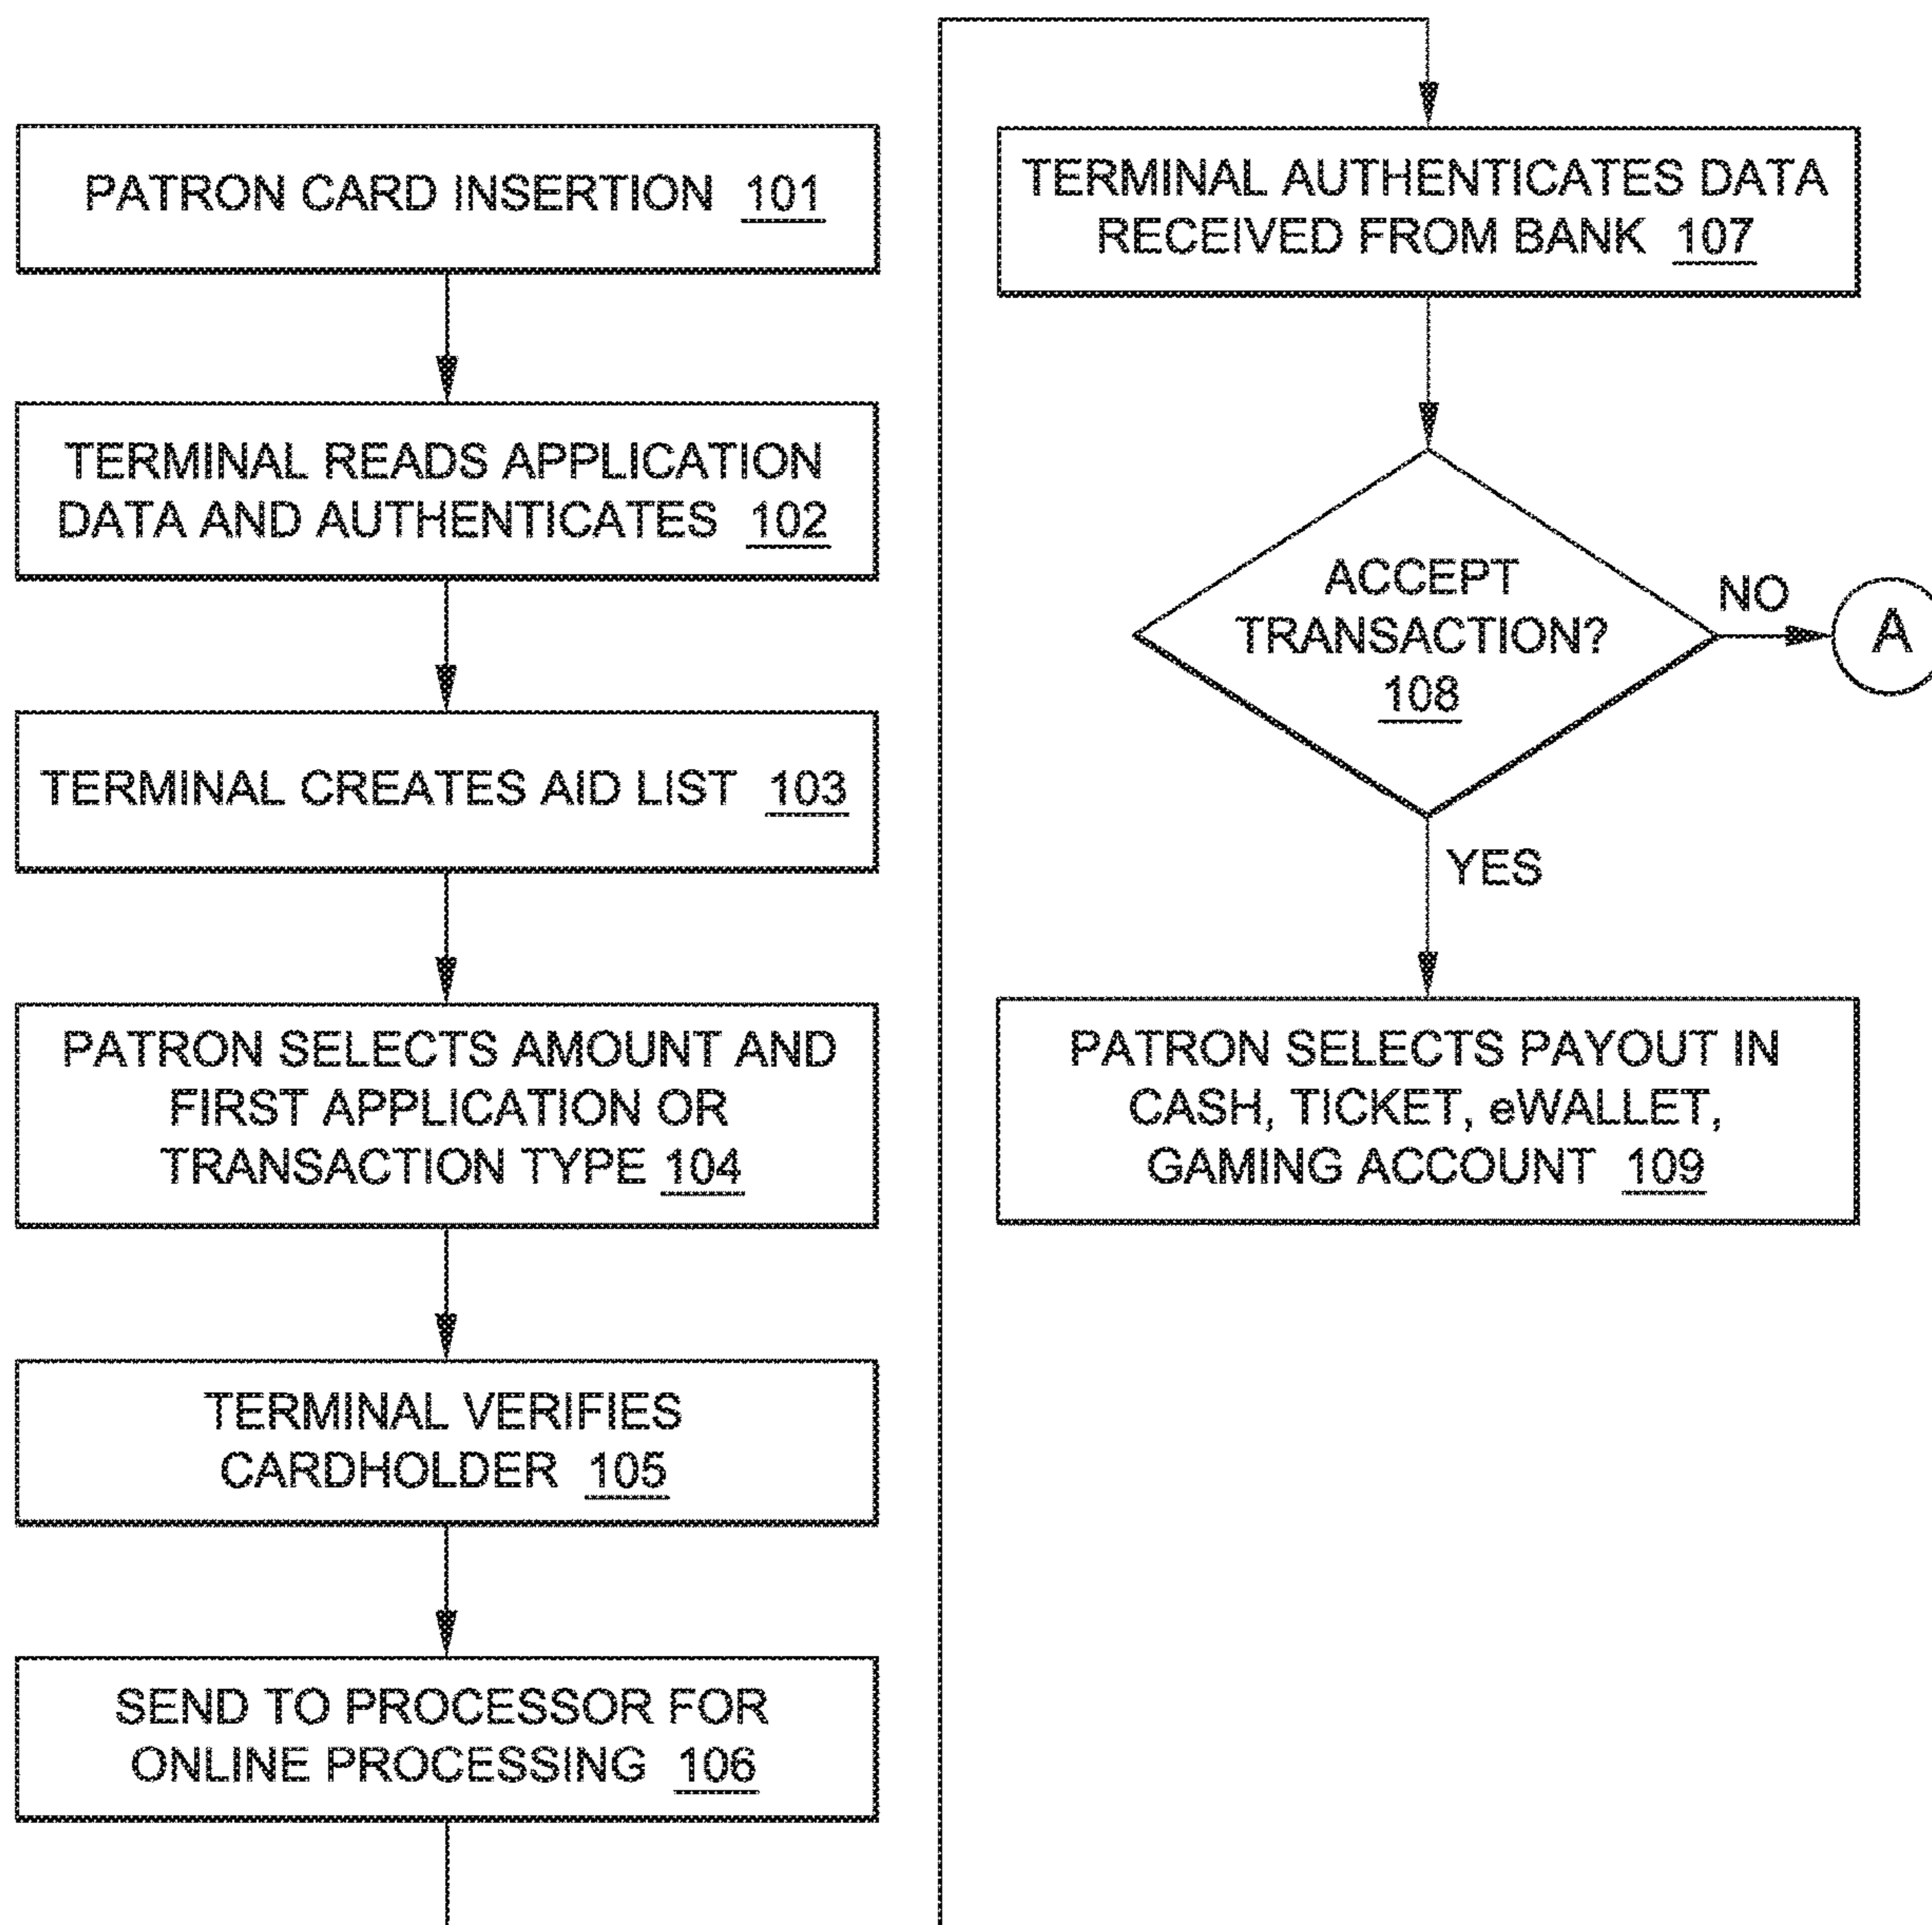 PATRON CARD INSERTION 101
TERMINAL READS APPLICATION
DATA AND AUTHENTICATES 102
TERMINAL CREATES AID LIST 103
PATRON SELECTS AMOUNT AND
FIRST APPLICATION OR
TRANSACTION TYPE 104
TERMINAL VERIFIES
CARDHOLDER 105
SEND TO PROCESSOR FOR
ONLINE PROCESSING 106
TERMINAL AUTHENTICATES DATA
RECEIVED FROM BANK 107
ACCEPT
TRANSACTION?
108
NO
A
YES
PATRON SELECTS PAYOUT IN
CASH, TICKET, eWALLET,
GAMING ACCOUNT 109